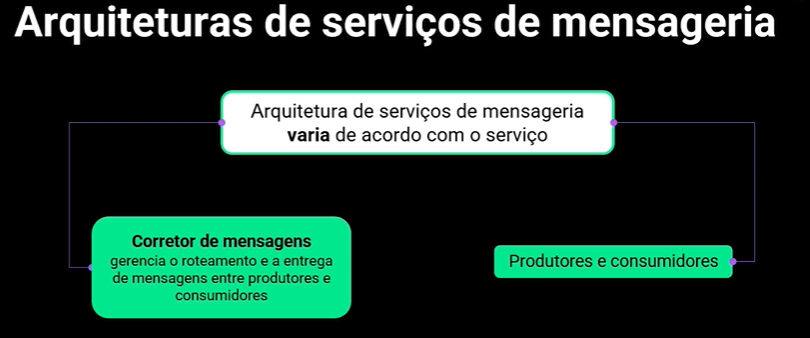 Arquiteturas de serviços de mensageria
Arquitetura de serviços de mensageria
varia de acordo com o serviço
Corretor de mensagens
gerencia o roteamento e a entrega
de mensagens entre produtores e
consumidores
Produtores e consumidores